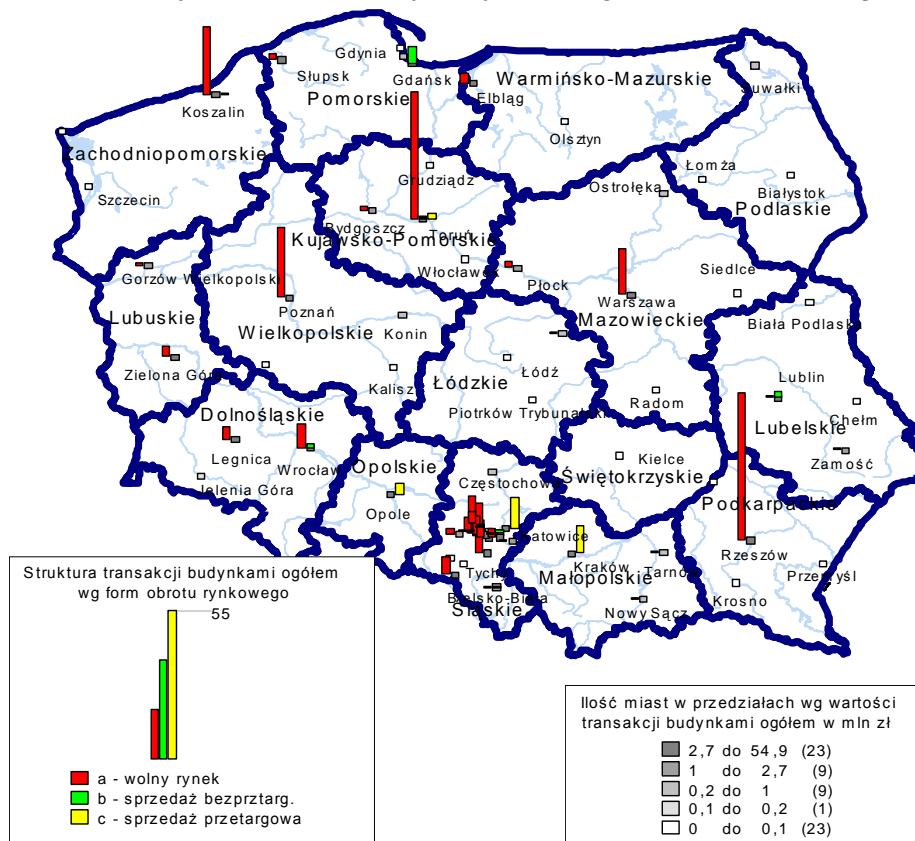 Gdynia
Słupsk
Gdańsk
Warmińsko-Mazurskie
Suwałki
Koszalin
Pomorskie
Elbląg
Olsztyn
Zachodniopomorskie
Grudziądz
Łomża
Ostrołęka
Białystok
Szczecin
Podlaskie
Bydgoszcz
Toruń
Kujawsko-Pomorskie
Włocławek
Siedlce
Gorzów Wielkopolski
Płock
Poznań
Warszawa
Lubuskie
Mazowieckie
Biała Podlaska
Wielkopolskie
Konin
Zielona Góra
Łódź
Lublin
Kalisz
Łódzkie
Radom
Dolnośląskie
Piotrków Trybunalski
Chełm
Lubelskie
Legnica
Kielce
Zamość
Wrocław
Opolskie
Świętokrzyskie
Jelenia Góra
Częstochowa
Podkarpackie
Opole
Katowice
Rzeszów
Kraków
Tarnów
Tychy
Małopolskie
Przemyśl
Bielsko-Biała
Krosno
Śląskie
Nowy Sącz
Struktura transakcji budynkami ogółem
wg form obrotu rynkowego
55
a - wolny rynek
b - sprzedaż bezprztarg.
c - sprzedaż przetargowa
Ilość miast w przedziałach wg wartości
transakcji budynkami ogółem w mln zł
2,7 do 54,9 (23)
1 do 2,7 (9)
0,2 do 1 (9)
0,1 do 0,2 (1)
0 do 0,1 (23)